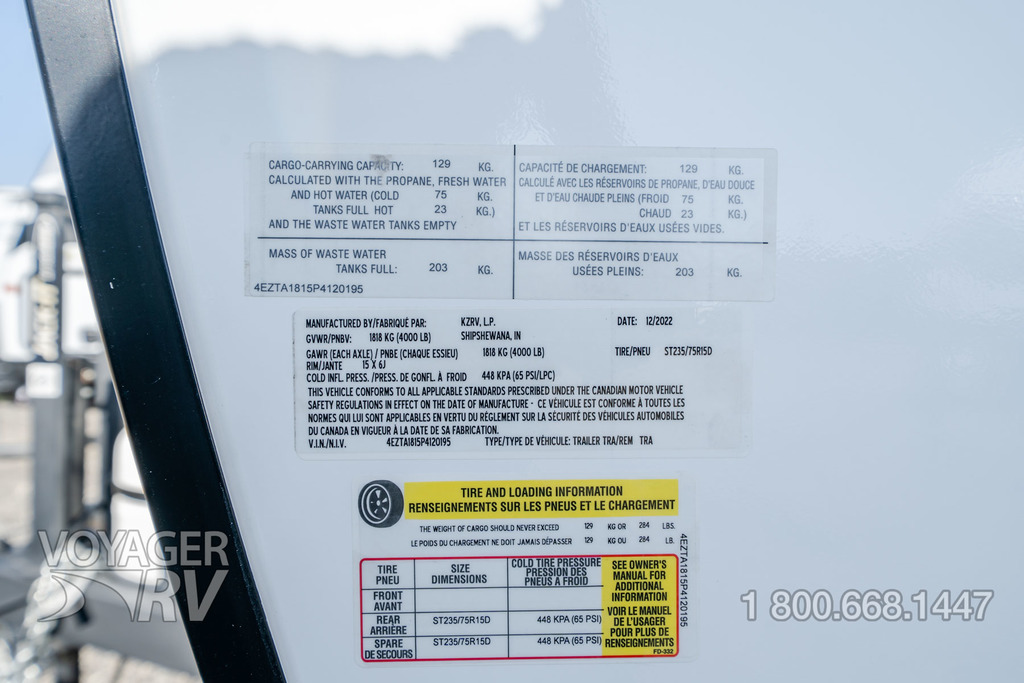 CARGO-CARRYING CAPACITY: 129 KG.
CALCULATED WITH THE PROPANE, FRESH WATER
AND HOT WATER (COLD 75 KG.
TANKS FULL HOT 23 KG.)
AND THE WASTE WATER TANKS EMPTY
CAPACITÉ DE CHARGEMENT: 129 KG.
CALCULÉ AVEC LES RÉSERVOIRS DE PROPANE, D'EAU DOUCE
ET D'EAU CHAUDE PLEINS (FROID 75 KG.
CHAUD 23 KG.)
ET LES RÉSERVOIRS D'EAUX USÉES VIDES.
MASS OF WASTE WATER
TANKS FULL: 203 KG.
4EZTA1815P4120195
MASSE DES RÉSERVOIRS D'EAUX
USÉES PLEINS: 203 KG.
MANUFACTURED BY/FABRIQUÉ PAR: KZRV, L.P. DATE: 12/2022
GVWR/PNBV: 1818 KG (4000 LB) SHIPSHEWANA, IN
GAWR (EACH AXLE) / PNBE (CHAQUE ESSIEU) 1818 KG (4000 LB) TIRE/PNEU ST235/75R15D
RIM/JANTE 15 X 6J
COLD INFL. PRESS. /PRESS. DE GONFL. À FROID 448 KPA (65 PSI/LPC)
THIS VEHICLE CONFORMS TO ALL APPLICABLE STANDARDS PRESCRIBED UNDER THE CANADIAN MOTOR VEHICLE
SAFETY REGULATIONS IN EFFECT ON THE DATE OF MANUFACTURE - CE VÉHICULE EST CONFORME À TOUTES LES
NORMES QUI LUI SONT APPLICABLES EN VERTU DU RÈGLEMENT SUR LA SÉCURITÉ DES VÉHICULES AUTOMOBILES
DU CANADA EN VIGUEUR À LA DATE DE SA FABRICATION.
V.I.N./N.I.V. 4EZTA1815P4120195 TYPE/TYPE DE VÉHICULE: TRAILER TRA/REM TRA
TIRE AND LOADING INFORMATION
RENSEIGNEMENTS SUR LES PNEUS ET LE CHARGEMENT
THE WEIGHT OF CARGO SHOULD NEVER EXCEED 129 KG OR 284 LBS.
LE POIDS DU CHARGEMENT NE DOIT JAMAIS DÉPASSER 129 KG OU 284 LB.
TIRE
PNEU
SIZE
DIMENSIONS
COLD TIRE PRESSURE
PRESSION DES
PNEUS A FROID
FRONT
AVANT
REAR
ARRIÈRE
ST235/75R15D
448 KPA (65 PSI)
SPARE
DE SECOURS
ST235/75R15D
448 KPA (65 PSI)
SEE OWNER'S
MANUAL FOR
ADDITIONAL
INFORMATION
VOIR LE MANUEL
DE L'USAGER
POUR PLUS DE
RENSEIGNEMENTS
FD-332
4EZTA1815P4120195
VOYAGER
RV
1 800.668.1447